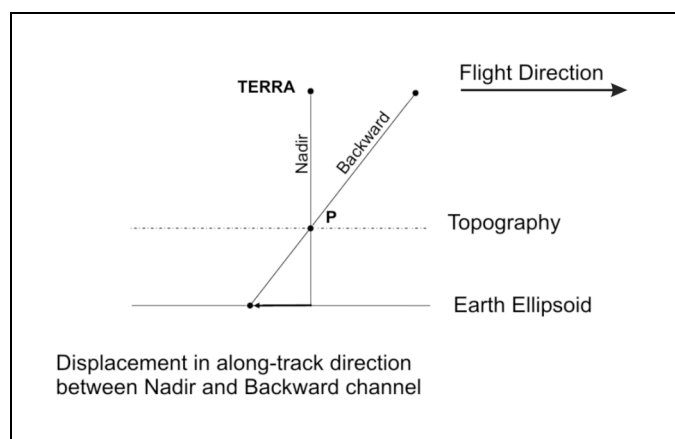 Flight Direction
TERRA
Nadir
Backward
P
Topography
Earth Ellipsoid
Displacement in along-track direction
between Nadir and Backward channel